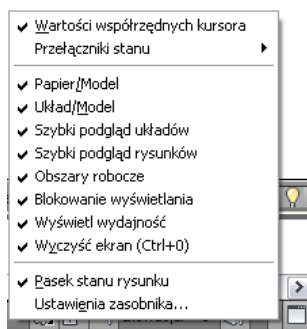 Wartości współrzędnych kursora
Przełączniki stanu
Papier/Model
Układ/Model
Szybki podgląd układów
Szybki podgląd rysunków
Obszary robocze
Blokowanie wyświetlania
Wyświetl wydajność
Wyczyść ekran (Ctrl+0)
Pasek stanu rysunku
Ustawienia zasobnika...